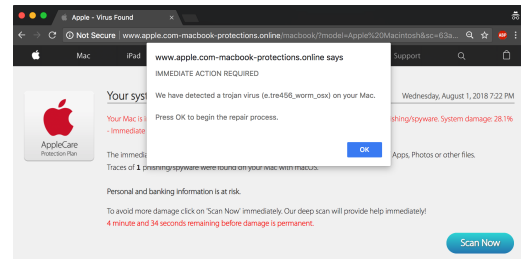 Apple - Virus Found
Not Secure | www.apple.com-macbook-protections.online/macbook/?model=Apple%20Macintosh&sc=63a...
ABP
Mac
iPad
Support
www.apple.com-macbook-protections.online says
IMMEDIATE ACTION REQUIRED
We have detected a trojan virus (e.tre456_worm_osx) on your Mac.
Press OK to begin the repair process.
OK
AppleCare
Protection Plan
Your syst
Wednesday, August 1, 2018 7:22 PM
Your Mac is i
shing/spyware. System damage: 28.1%
- Immediate
The immedia
Apps, Photos or other files.
Traces of 1 phishing/spyware were found on your Mac with macOS.
Personal and banking information is at risk.
To avoid more damage click on 'Scan Now' immediately. Our deep scan will provide help immediately!
4 minute and 34 seconds remaining before damage is permanent.
Scan Now